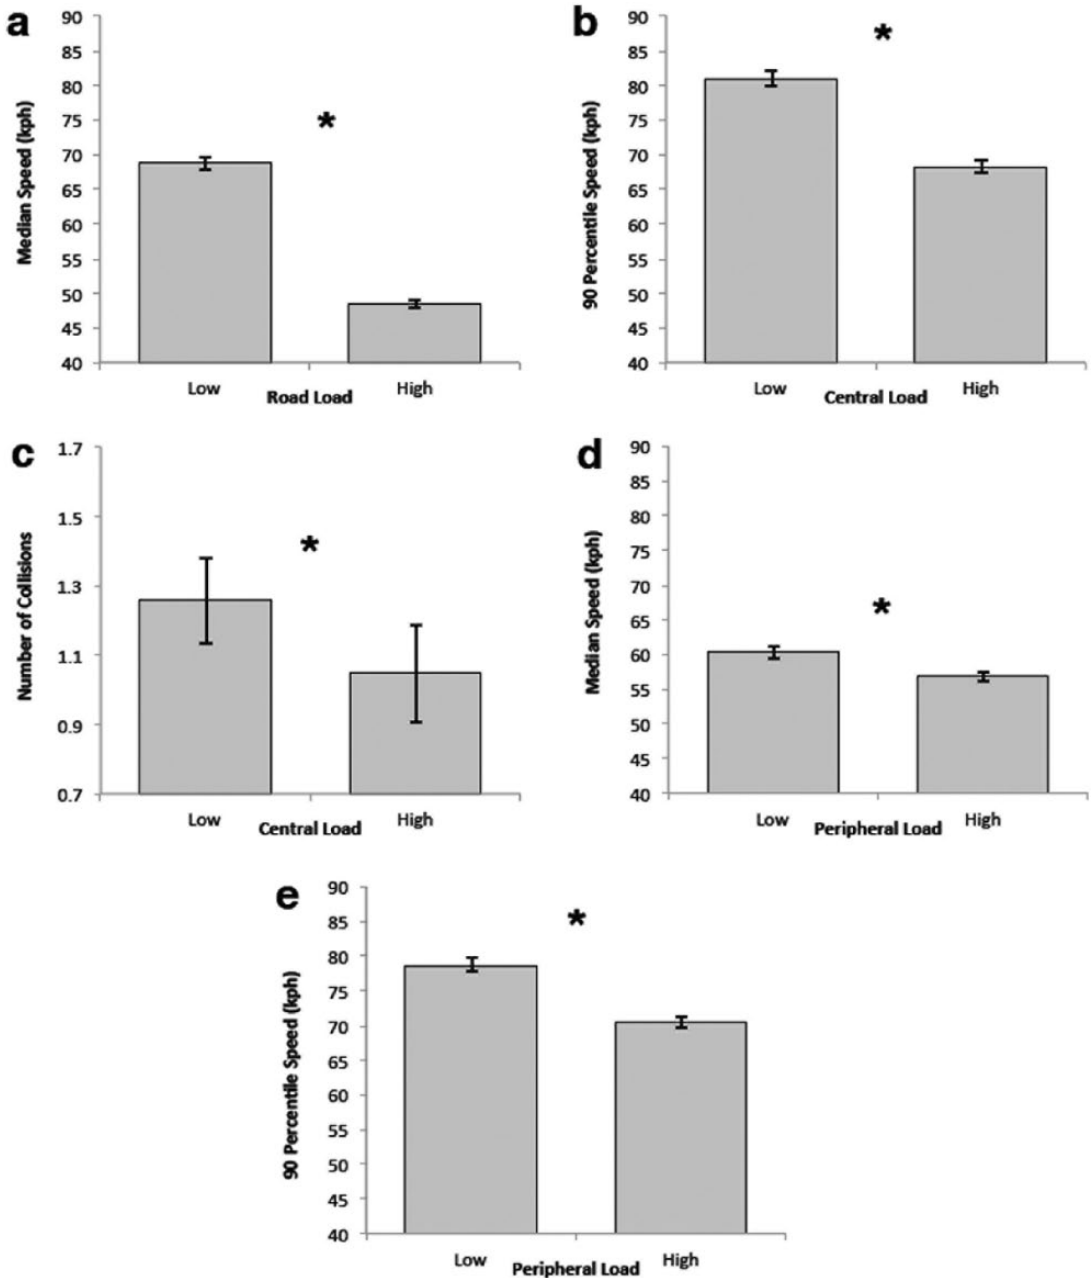 a
90
85
80
75
70
65
60
55
50
45
40
Median Speed (kph)
*
Low
High
Road Load
b
90
85
80
75
70
65
60
55
50
45
40
90 Percentile Speed (kph)
*
Low
High
Central Load
c
1.7
1.5
1.3
1.1
0.9
0.7
Number of Collisions
*
Low
High
Central Load
d
90
85
80
75
70
65
60
55
50
45
40
Median Speed (kph)
*
Low
High
Peripheral Load
e
90
85
80
75
70
65
60
55
50
45
40
90 Percentile Speed (kph)
*
Low
High
Peripheral Load